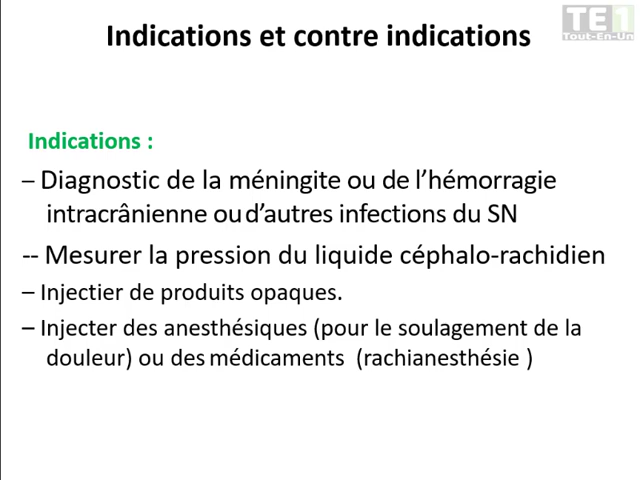 TE1
Tout-En-Un
Indications et contre indications
Indications :
– Diagnostic de la méningite ou de l’hémorragie
intracrânienne ou d’autres infections du SN
-- Mesurer la pression du liquide céphalo-rachidien
– Injectier de produits opaques.
– Injecter des anesthésiques (pour le soulagement de la
douleur) ou des médicaments (rachianesthésie )